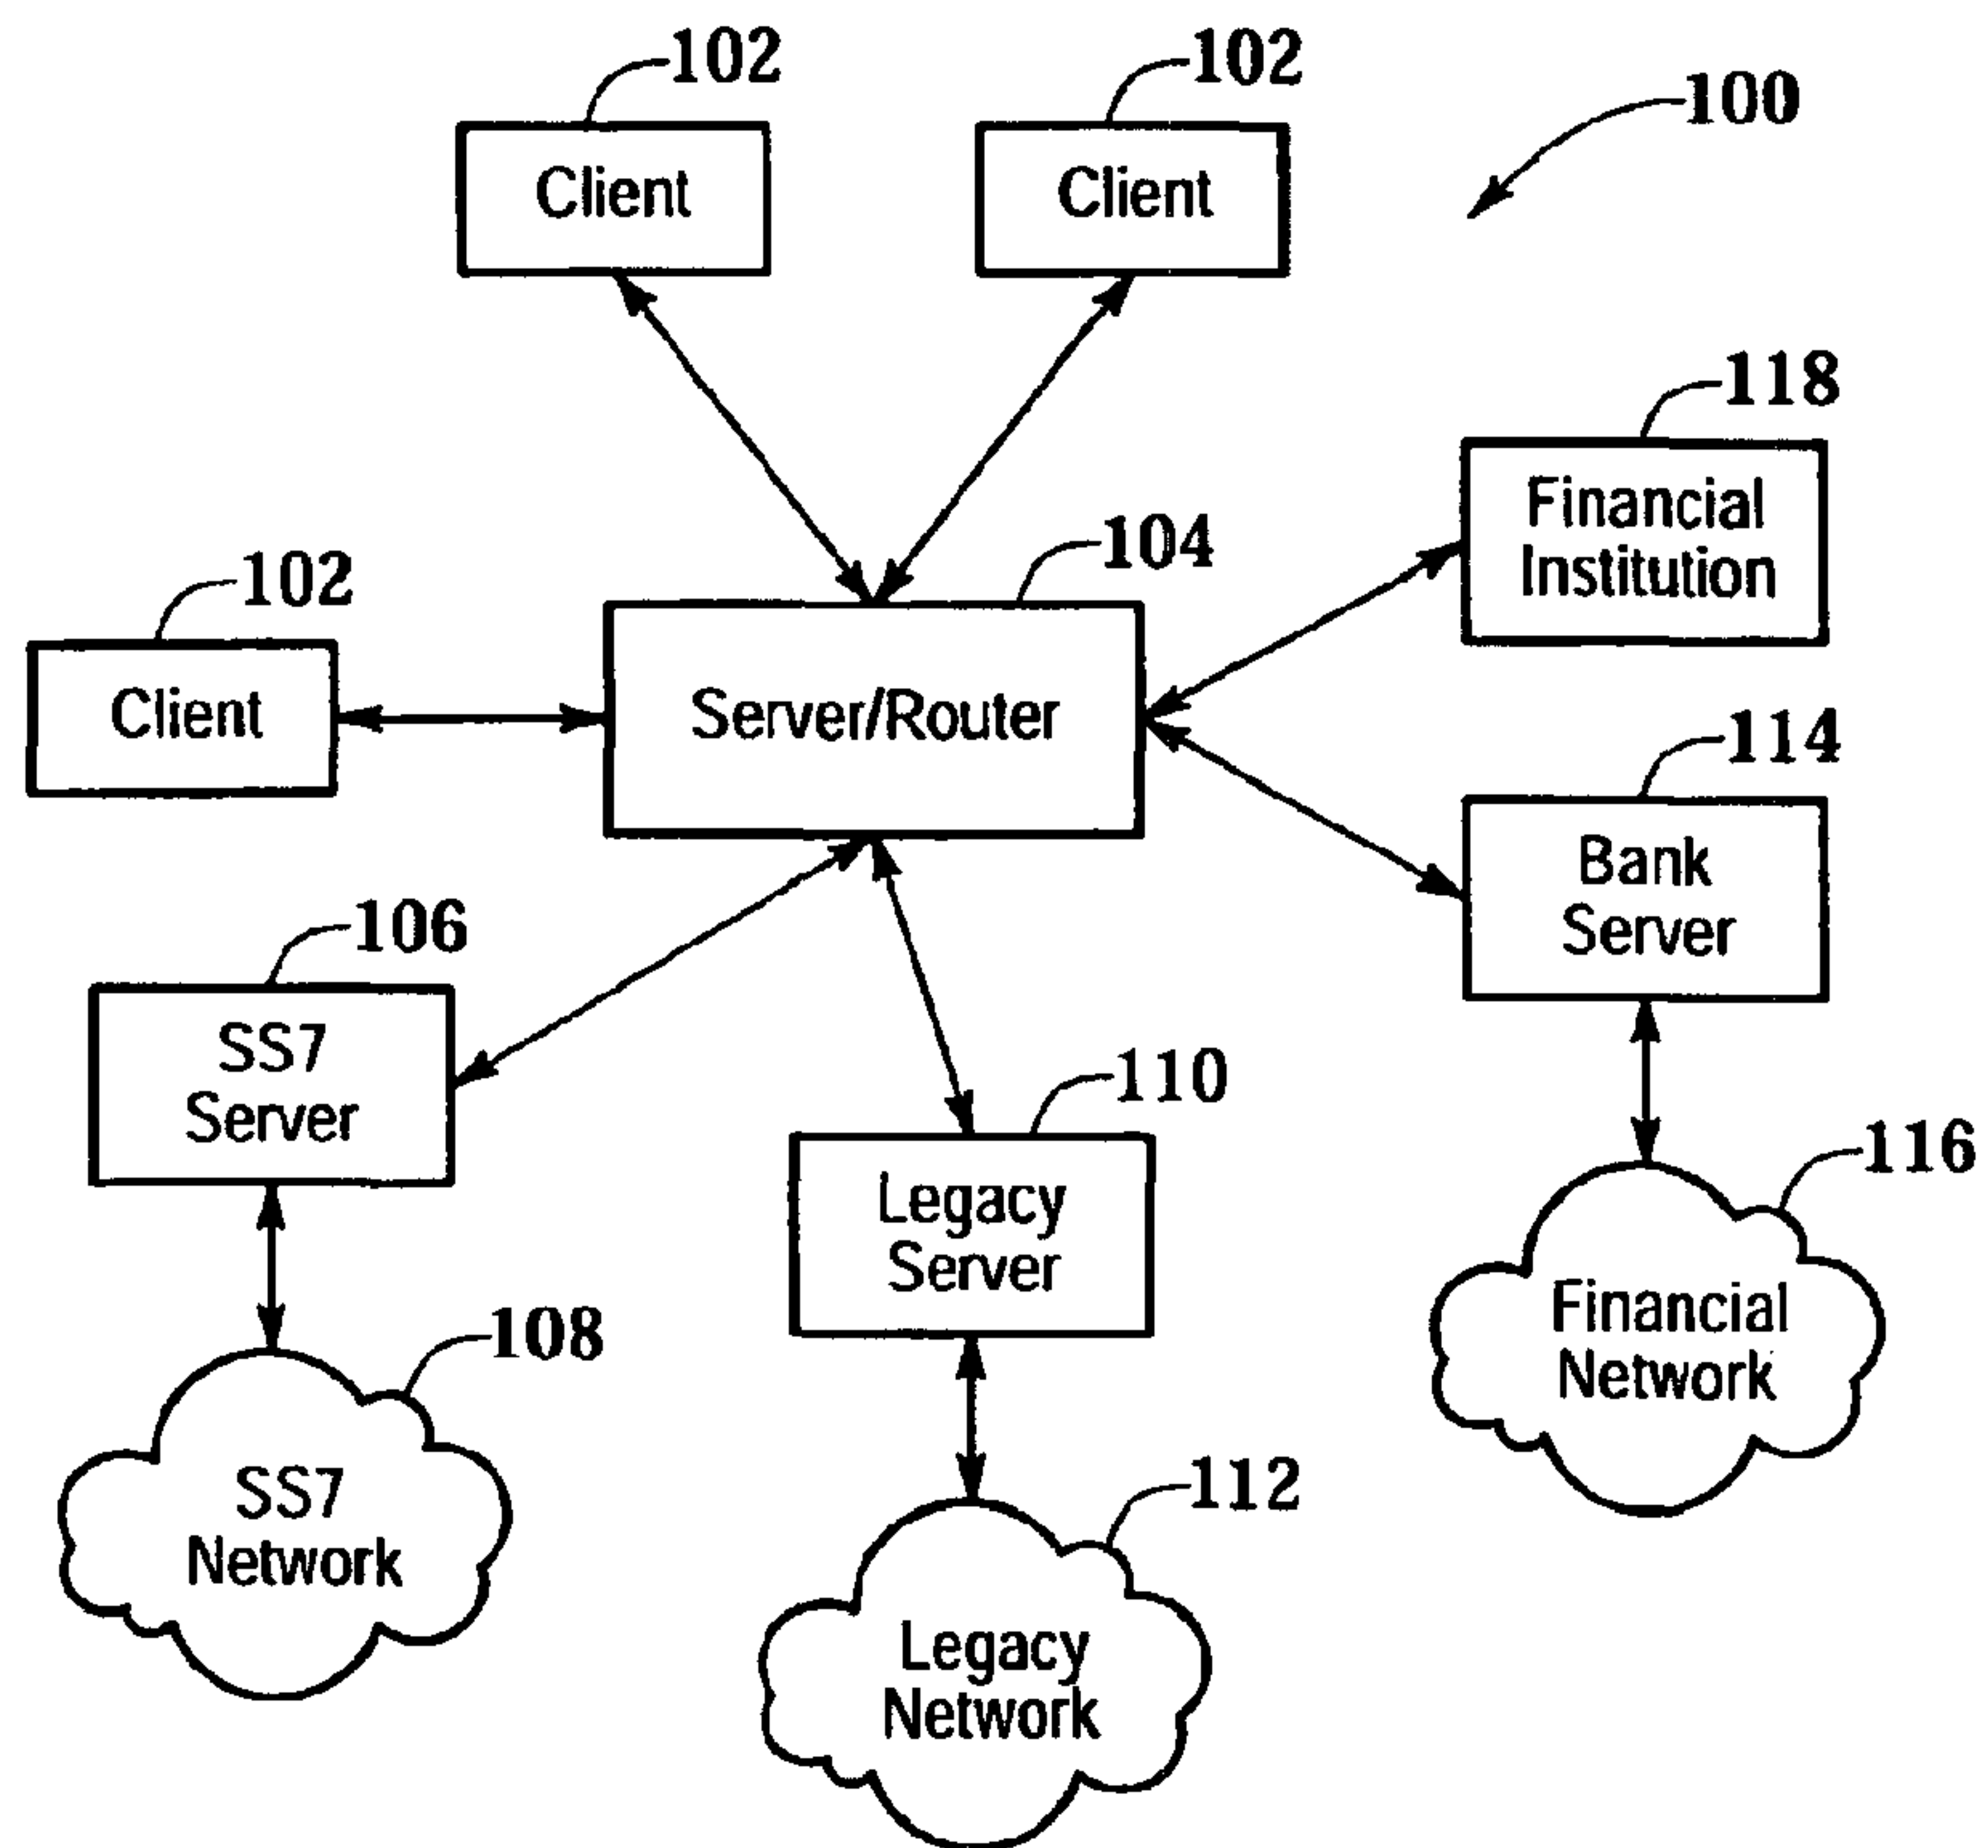 102
102
100
Client
Client
118
Financial
Institution
104
102
Client
Server/Router
114
Bank
Server
106
SS7
Server
110
Legacy
Server
116
Financial
Network
108
SS7
Network
112
Legacy
Network